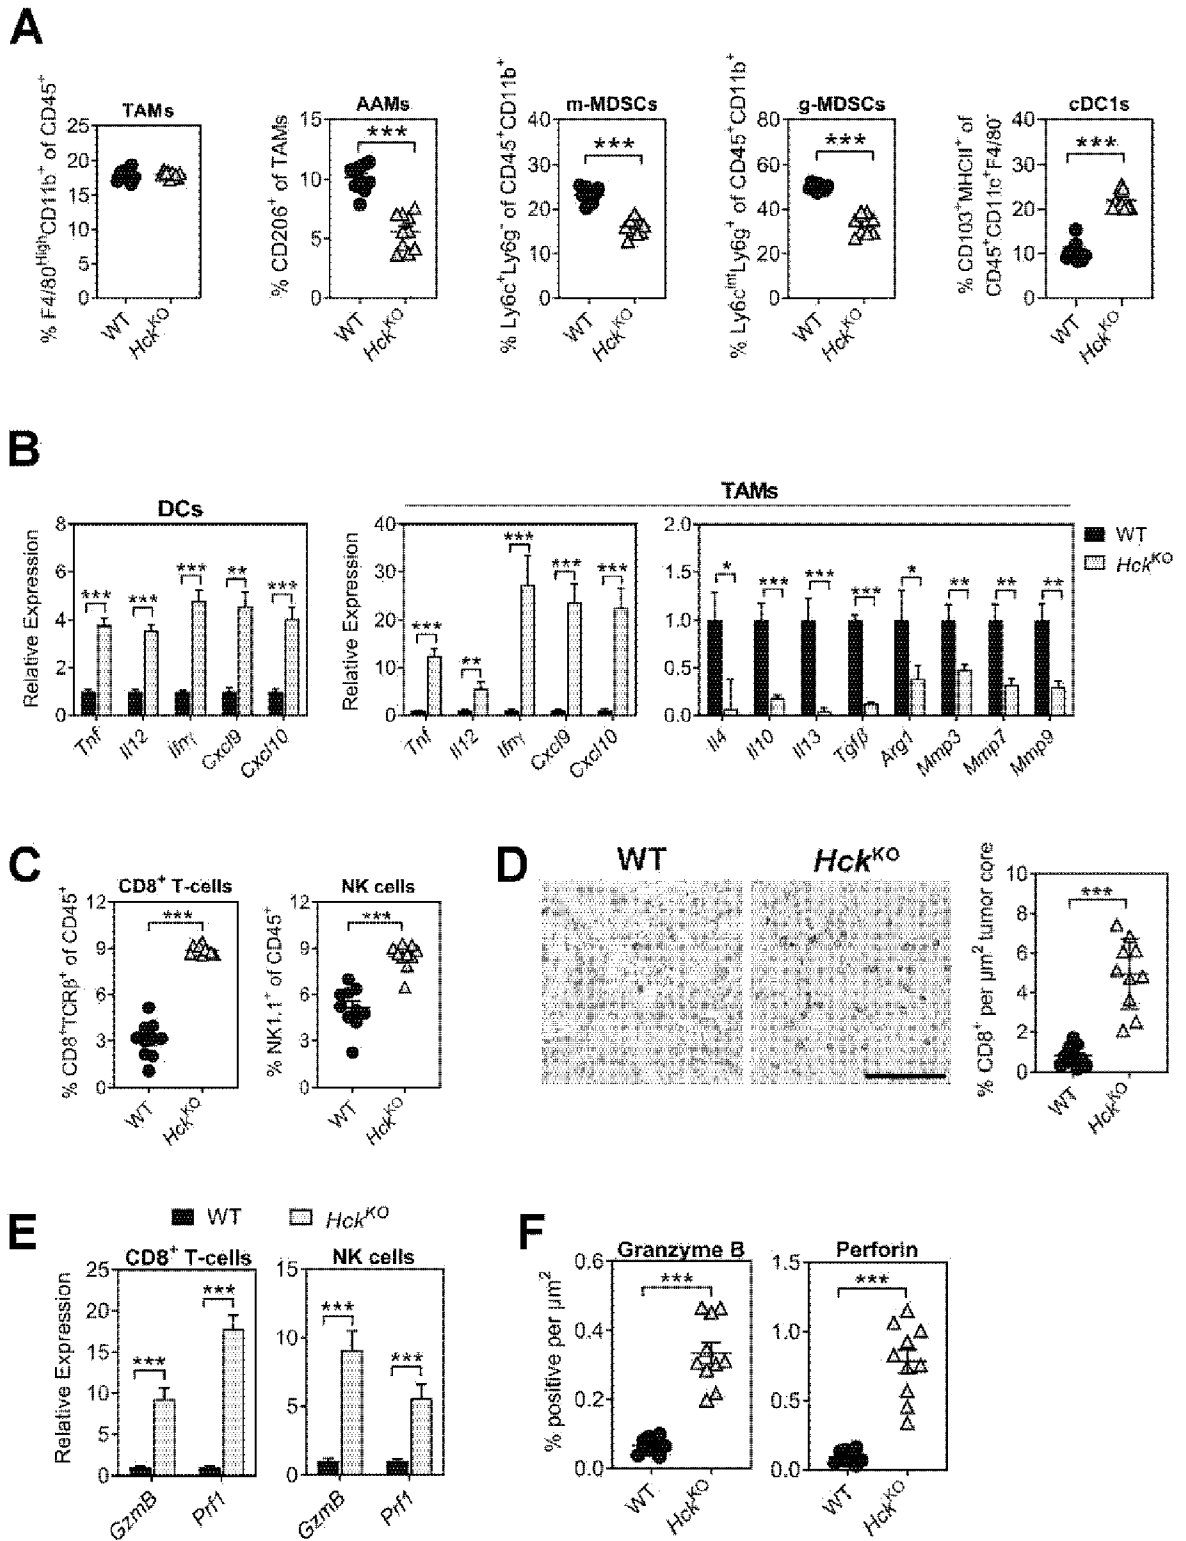 A
TAMs
% F4/80HighCD11b+ of CD45+
25
20
15
10
5
0
WT
HckKO
AAMs
% CD206+ of TAMs
15
10
5
0
***
WT
HckKO
m-MDSCs
% Ly6c+Ly6g- of CD45+CD11b+
40
30
20
10
0
***
WT
HckKO
g-MDSCs
% Ly6cintLy6g+ of CD45+CD11b+
80
60
40
20
0
***
WT
HckKO
cDC1s
% CD103+MHCII+ of
CD45+CD11c+F4/80-
40
30
20
10
0
***
WT
HckKO
B
DCs
Relative Expression
8
6
4
2
0
*** *** *** ** ***
Tnf Il12 Ifnγ Cxcl9 Cxcl10
TAMs
Relative Expression
40
30
20
10
0
*** ** *** *** ***
Tnf Il12 Ifnγ Cxcl9 Cxcl10
2.0
1.5
1.0
0.5
0.0
* *** *** *** * ** ** **
Il4 Il10 Il13 Tgfβ Arg1 Mmp3 Mmp7 Mmp9
WT
HckKO
C
CD8+ T-cells
% CD8+TCRβ+ of CD45+
12
9
6
3
0
***
WT
HckKO
NK cells
% NK1.1+ of CD45+
12
9
6
3
0
***
WT
HckKO
D
WT
HckKO
% CD8+ per µm2 tumor core
10
8
6
4
2
0
***
WT
HckKO
E
WT
HckKO
CD8+ T-cells
Relative Expression
25
20
15
10
5
0
*** ***
GzmB Prf1
NK cells
15
10
5
0
*** ***
GzmB Prf1
F
Granzyme B
% positive per µm2
0.6
0.4
0.2
0.0
***
WT
HckKO
Perforin
1.5
1.0
0.5
0.0
***
WT
HckKO